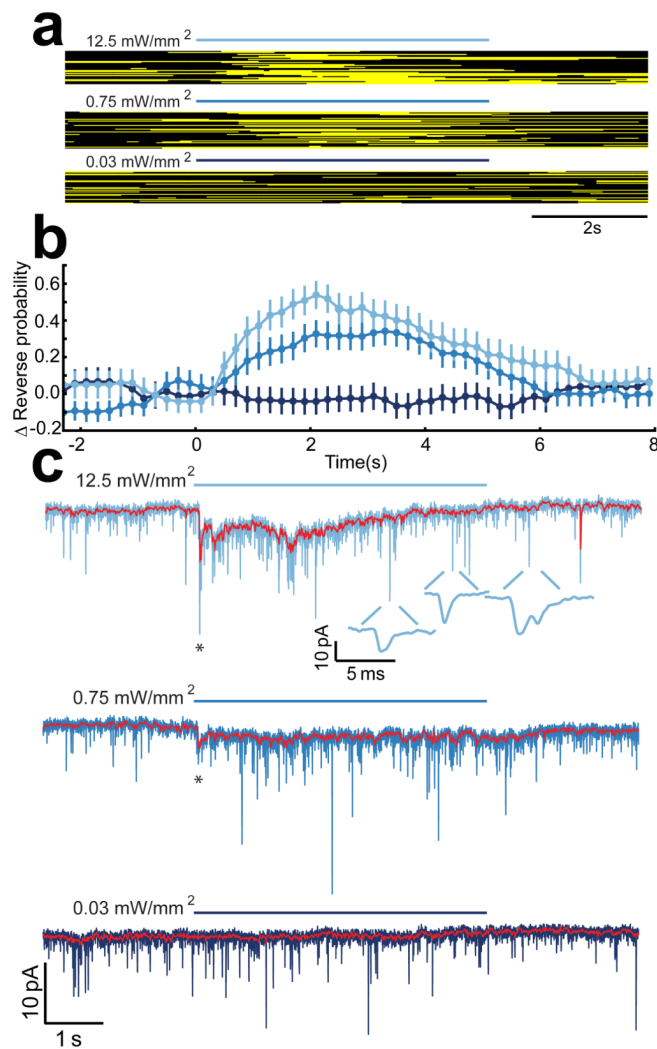 a
12.5 mW/mm²
0.75 mW/mm²
0.03 mW/mm²
2s
b
Δ Reverse probability
0.6
0.4
0.2
0.0
-0.2
-2 0 2 4 6 8
Time(s)
c
12.5 mW/mm²
*
10 pA
5 ms
0.75 mW/mm²
*
0.03 mW/mm²
10 pA
1 s